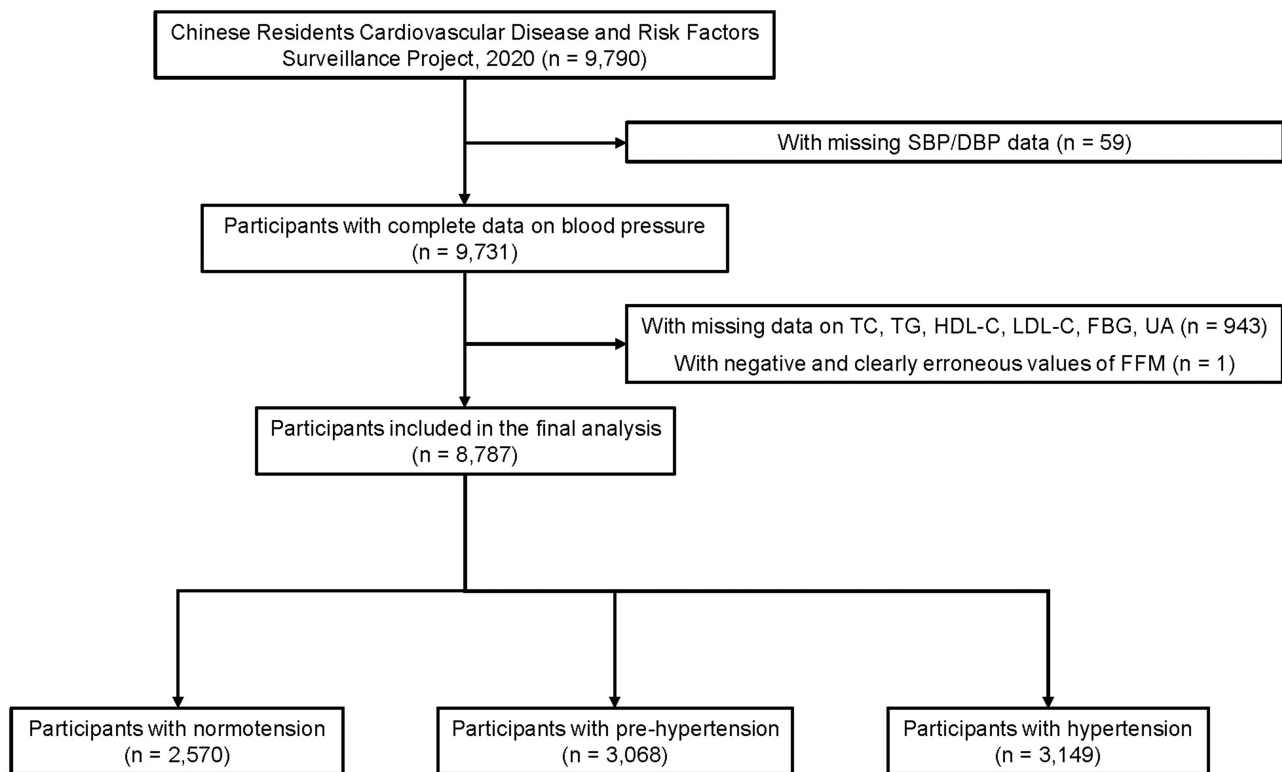 Chinese Residents Cardiovascular Disease and Risk Factors
Surveillance Project, 2020 (n = 9,790)
With missing SBP/DBP data (n = 59)
Participants with complete data on blood pressure
(n = 9,731)
With missing data on TC, TG, HDL-C, LDL-C, FBG, UA (n = 943)
With negative and clearly erroneous values of FFM (n = 1)
Participants included in the final analysis
(n = 8,787)
Participants with normotension
(n = 2,570)
Participants with pre-hypertension
(n = 3,068)
Participants with hypertension
(n = 3,149)